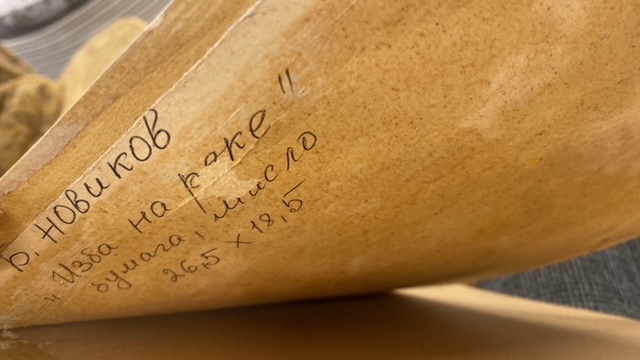 Б. Новиков
"Изба на реке"
бумага, масло
26,5 × 18,5